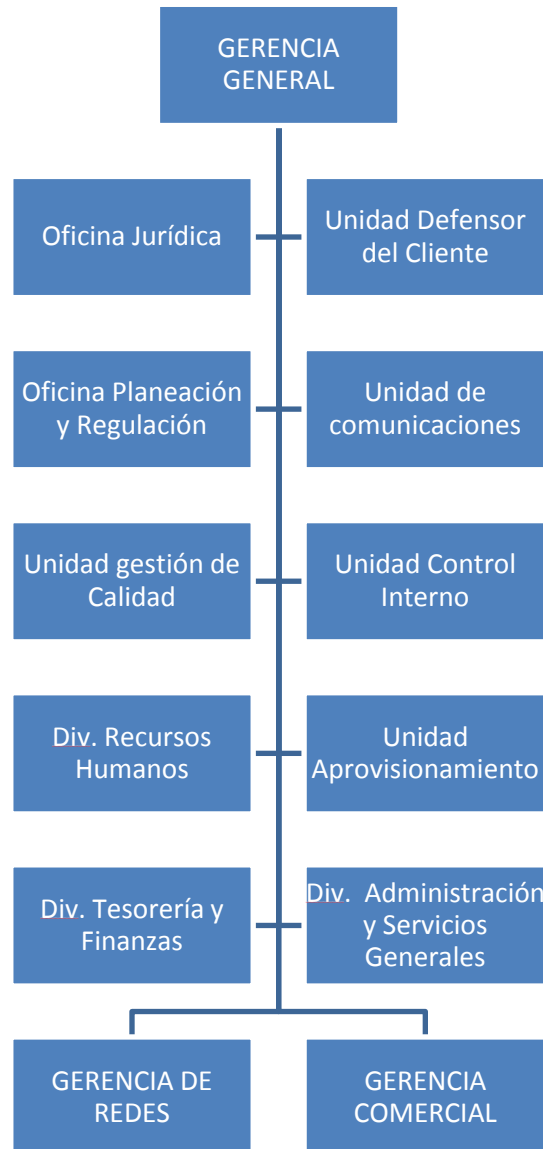 GERENCIA
GENERAL
Oficina Jurídica
Unidad Defensor
del Cliente
Oficina Planeación
y Regulación
Unidad de
comunicaciones
Unidad gestión de
Calidad
Unidad Control
Interno
Div. Recursos
Humanos
Unidad
Aprovisionamiento
Div. Tesorería y
Finanzas
Div. Administración
y Servicios
Generales
GERENCIA DE
REDES
GERENCIA
COMERCIAL